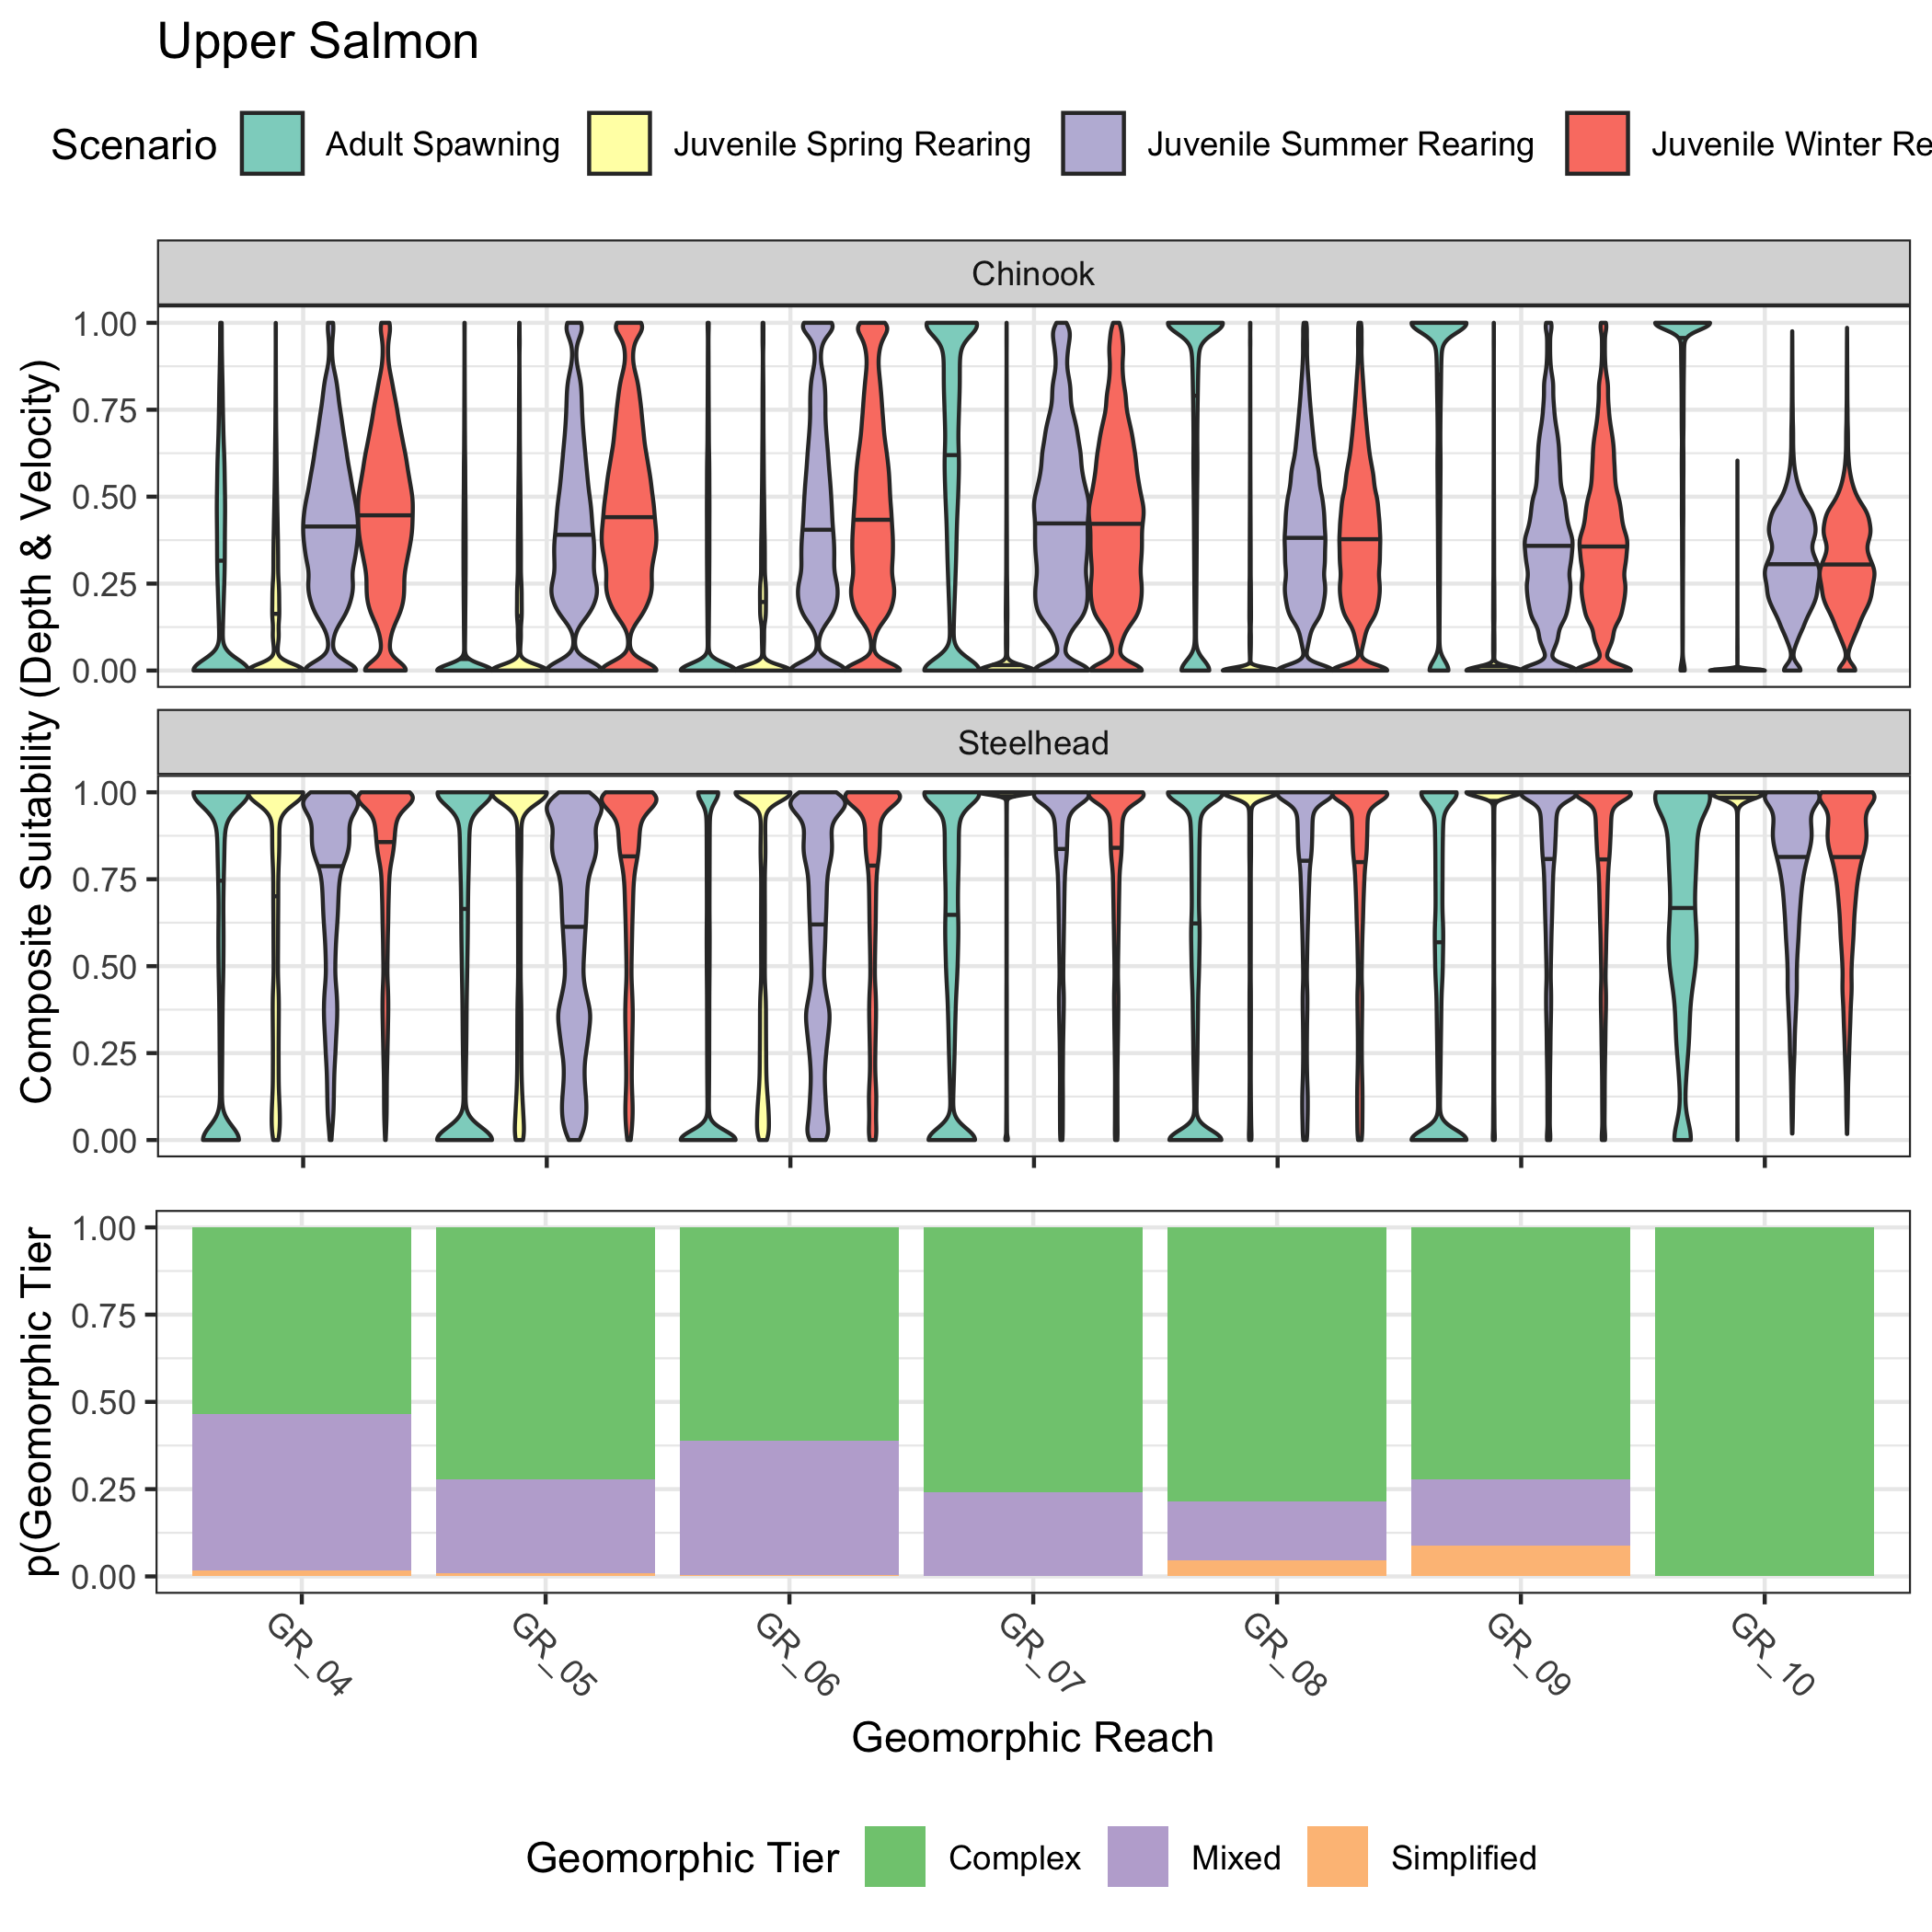 Upper Salmon
Scenario Adult Spawning Juvenile Spring Rearing Juvenile Summer Rearing Juvenile Winter Re
Composite Suitability (Depth & Velocity)
Chinook
1.00
0.75
0.50
0.25
0.00
Steelhead
1.00
0.75
0.50
0.25
0.00
p(Geomorphic Tier
1.00
0.75
0.50
0.25
0.00
GR_04 GR_05 GR_06 GR_07 GR_08 GR_09 GR_10
Geomorphic Reach
Geomorphic Tier Complex Mixed Simplified